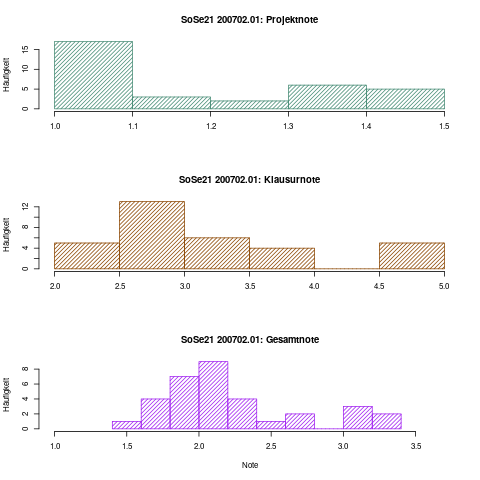 SoSe21 200702.01: Projektnote
Häufigkeit
0 5 10 15
1.0 1.1 1.2 1.3 1.4 1.5
SoSe21 200702.01: Klausurnote
Häufigkeit
0 4 8 12
2.0 2.5 3.0 3.5 4.0 4.5 5.0
SoSe21 200702.01: Gesamtnote
Häufigkeit
0 2 4 6 8
1.0 1.5 2.0 2.5 3.0 3.5
Note